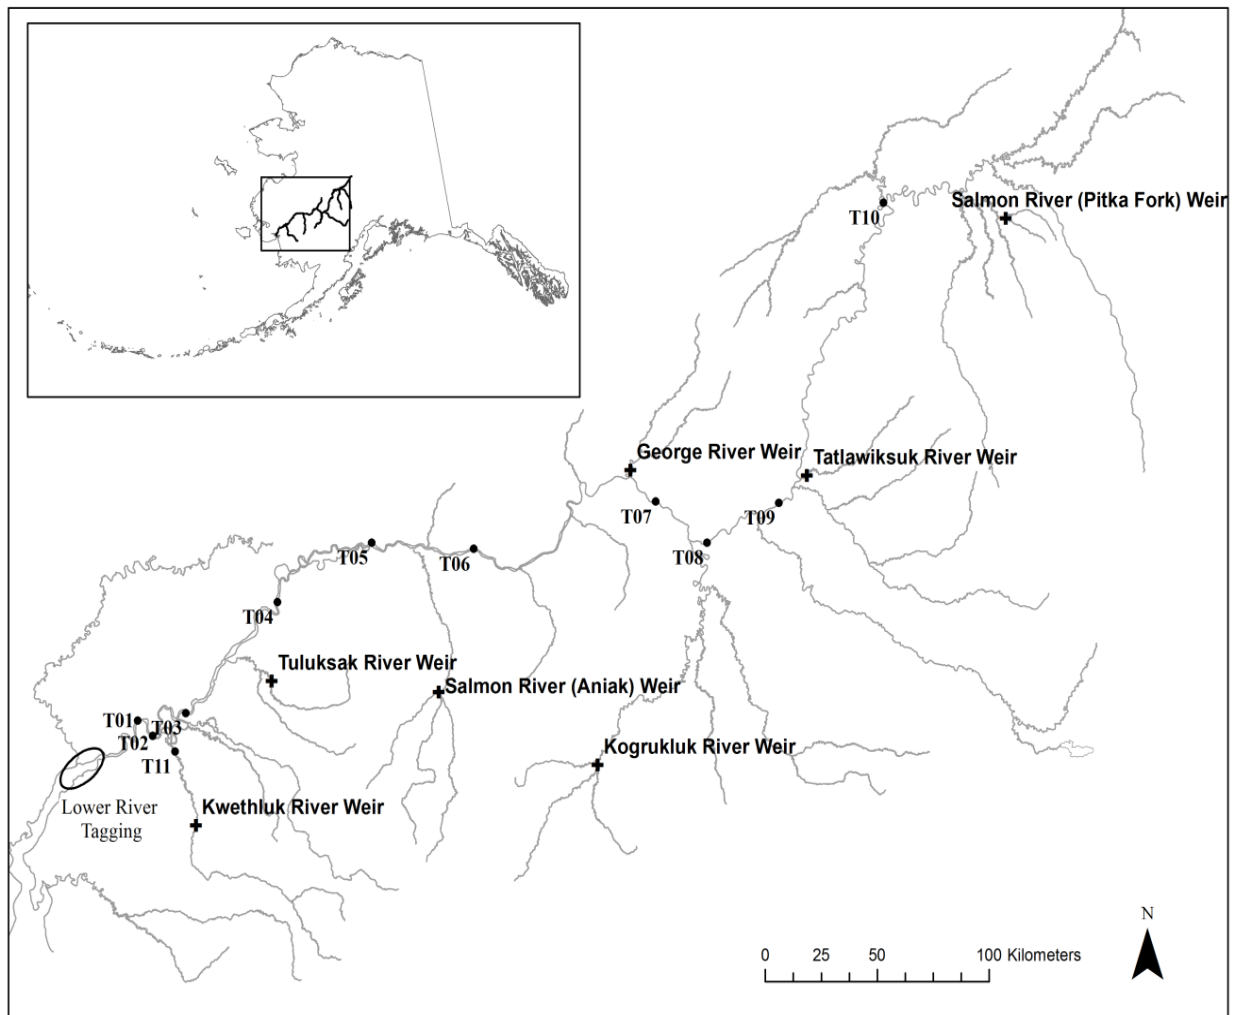 Salmon River (Pitka Fork) Weir
T10
George River Weir
Tatlawiksuk River Weir
T07
T09
T08
T05
T06
T04
Tuluksak River Weir
Salmon River (Aniak) Weir
T01
T03
T02
T11
Kogrukluk River Weir
Lower River
Tagging
Kwethluk River Weir
N
0 25 50 100 Kilometers